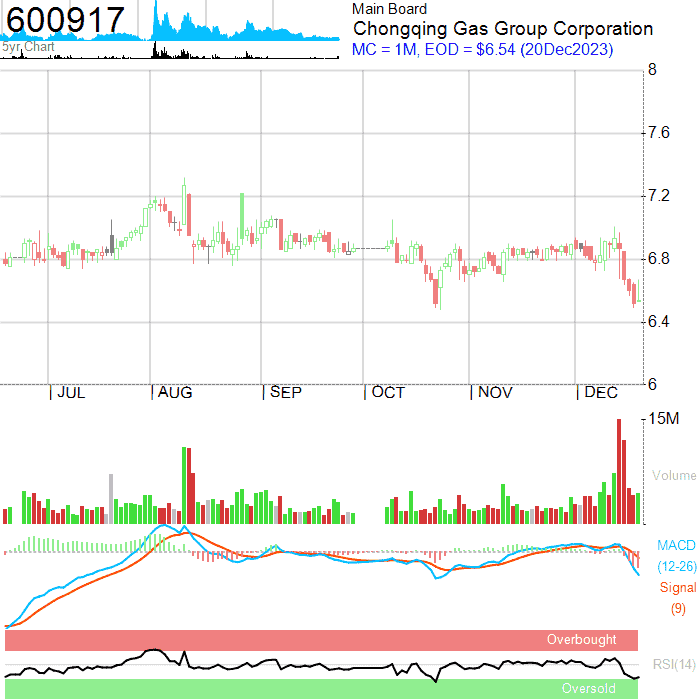 600917
5yr. Chart
Main Board
Chongqing Gas Group Corporation
MC = 1M, EOD = $6.54 (20Dec2023)
8
7.6
7.2
6.8
6.4
6
| JUL | AUG | SEP | OCT | NOV | DEC
15M
Volume
MACD
(12-26)
Signal
(9)
Overbought
RSI(14)
Oversold